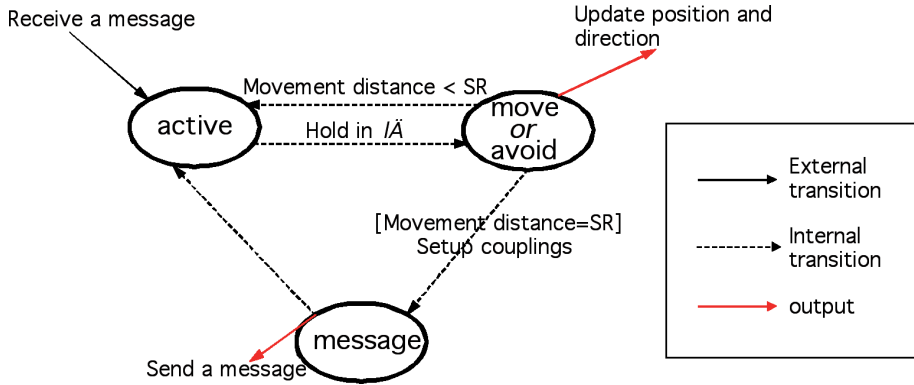 Receive a message
Update position and
direction
Movement distance < SR
active
Hold in IÄ
move
or
avoid
[Movement distance=SR]
Setup couplings
message
Send a message
External
transition
Internal
transition
output